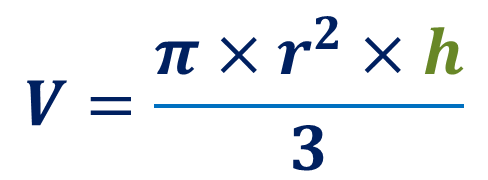 V = π × r² × h
3